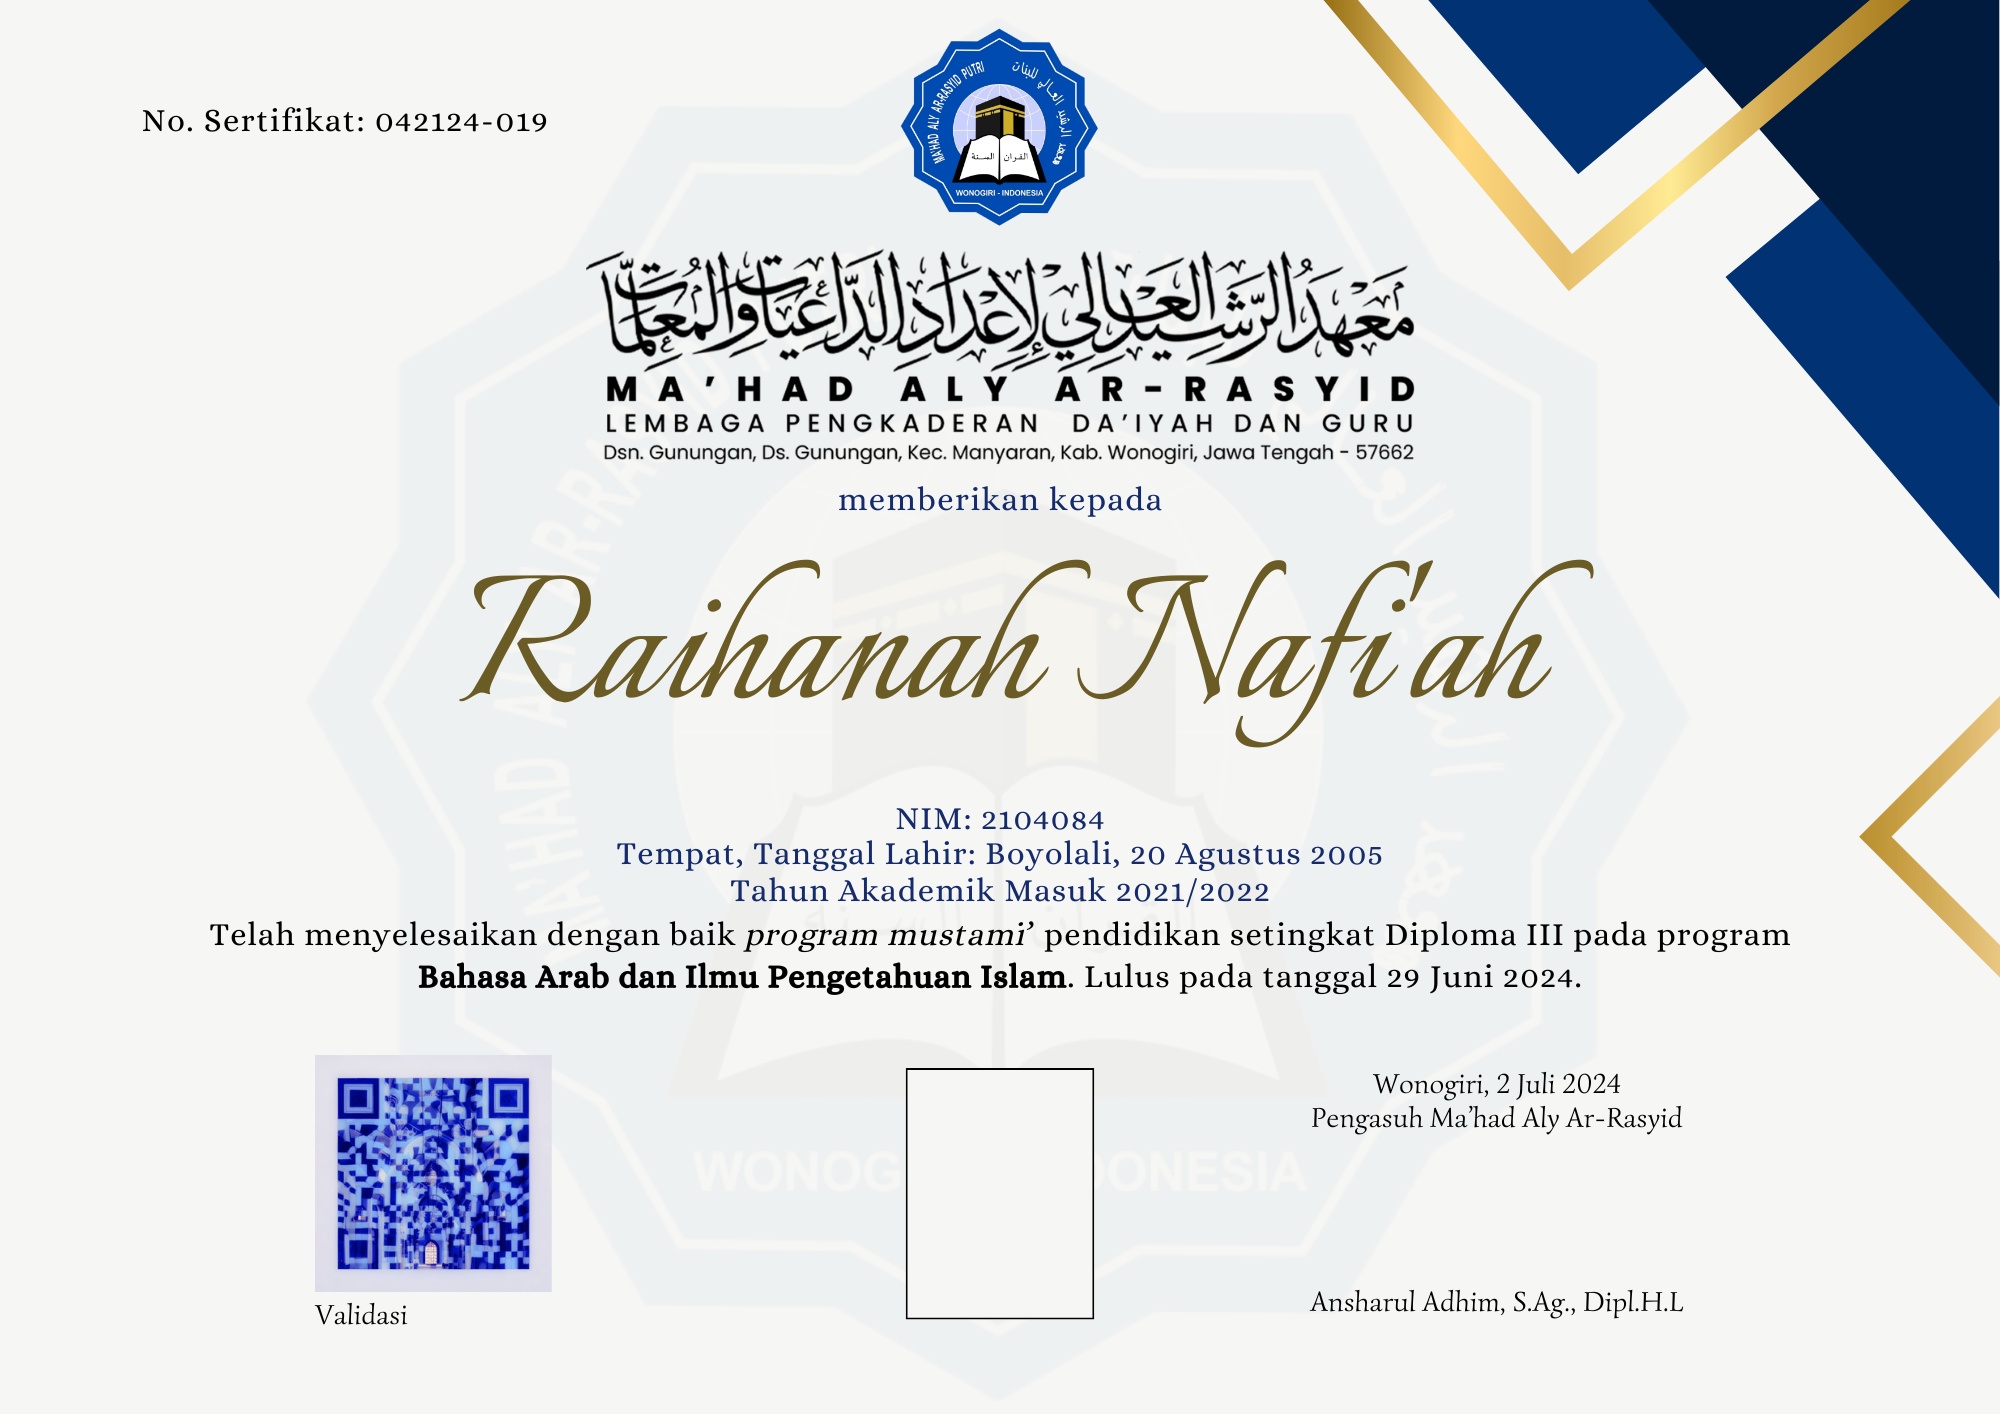 No. Sertifikat: 042124-019
MA'HAD ALY AR-RASYID PUTRI
معهد الرشيد العالي للبنات
القرآن
السنة
WONOGIRI - INDONESIA
معهد الرشيد العالي لإعداد الداعيات والمعلمات
MA'HAD ALY AR-RASYID
LEMBAGA PENGKADERAN DA'IYAH DAN GURU
Dsn. Gunungan, Ds. Gunungan, Kec. Manyaran, Kab. Wonogiri, Jawa Tengah - 57662
memberikan kepada
Raihanah Nafi'ah
NIM: 2104084
Tempat, Tanggal Lahir: Boyolali, 20 Agustus 2005
Tahun Akademik Masuk 2021/2022
Telah menyelesaikan dengan baik program mustami’ pendidikan setingkat Diploma III pada program
Bahasa Arab dan Ilmu Pengetahuan Islam. Lulus pada tanggal 29 Juni 2024.
Wonogiri, 2 Juli 2024
Pengasuh Ma’had Aly Ar-Rasyid
Validasi
Ansharul Adhim, S.Ag., Dipl.H.L